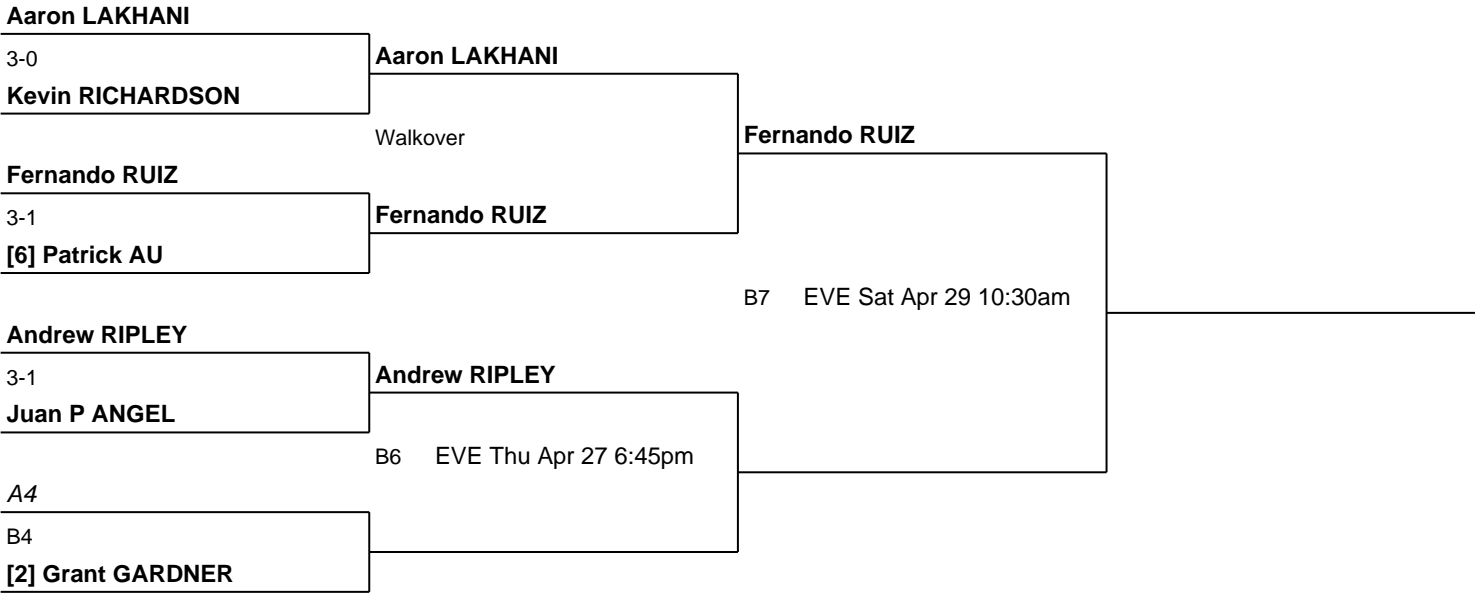 Aaron LAKHANI
3-0
Aaron LAKHANI
Kevin RICHARDSON
Walkover
Fernando RUIZ
Fernando RUIZ
3-1
Fernando RUIZ
[6] Patrick AU
B7 EVE Sat Apr 29 10:30am
Andrew RIPLEY
3-1
Andrew RIPLEY
Juan P ANGEL
B6 EVE Thu Apr 27 6:45pm
A4
B4
[2] Grant GARDNER